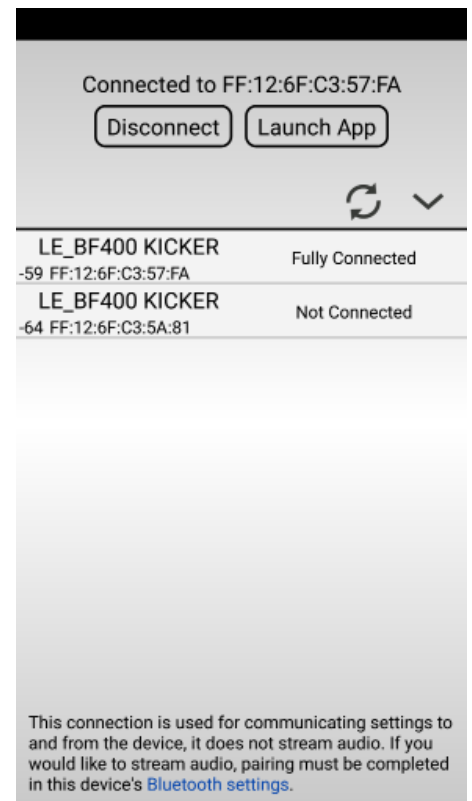 Connected to FF:12:6F:C3:57:FA
Disconnect Launch App
LE_BF400 KICKER
-59 FF:12:6F:C3:57:FA
Fully Connected
LE_BF400 KICKER
-64 FF:12:6F:C3:5A:81
Not Connected
This connection is used for communicating settings to
and from the device, it does not stream audio. If you
would like to stream audio, pairing must be completed
in this device's Bluetooth settings.